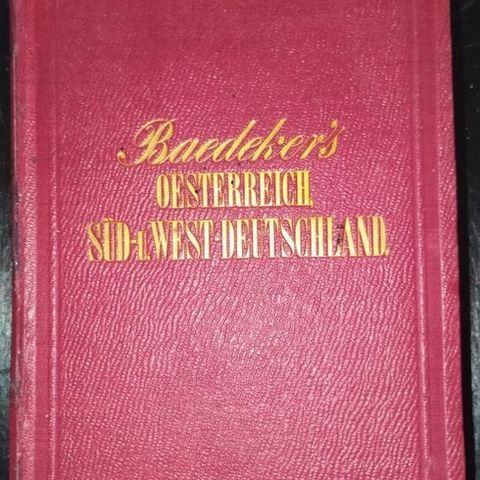 Baedeker's
OESTERREICH,
SÜD-u. WEST-DEUTSCHLAND.